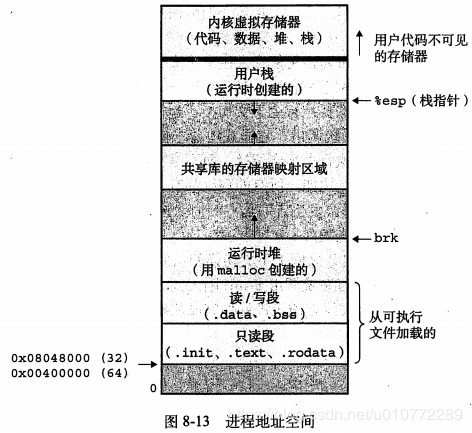 内核虚拟存储器
(代码、数据、堆、栈)
用户代码不可见
的存储器
用户栈
(运行时创建的)
%esp (栈指针)
共享库的存储器映射区域
brk
运行时堆
(用 malloc 创建的)
读/写段
(.data、.bss)
从可执行
文件加载的
只读段
(.init、.text、.rodata)
0x08048000 (32)
0x00400000 (64)
0
图 8-13 进程地址空间
csdn.net/u010772289